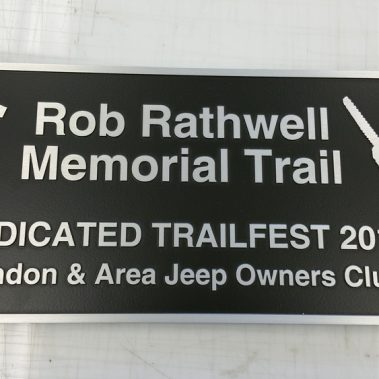 Rob Rathwell
Memorial Trail
DICATED TRAILFEST 201
ndon & Area Jeep Owners Clu